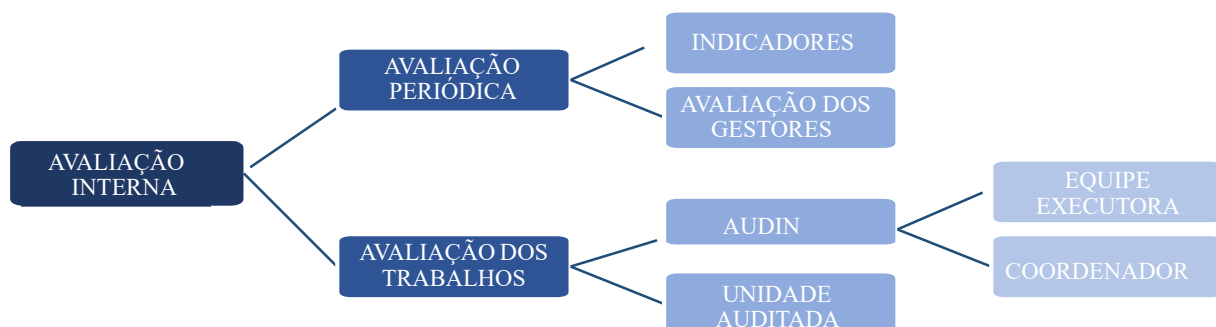 AVALIAÇÃO
INTERNA
AVALIAÇÃO
PERIÓDICA
INDICADORES
AVALIAÇÃO DOS
GESTORES
AVALIAÇÃO DOS
TRABALHOS
AUDIN
EQUIPE
EXECUTORA
COORDENADOR
UNIDADE
AUDITADA